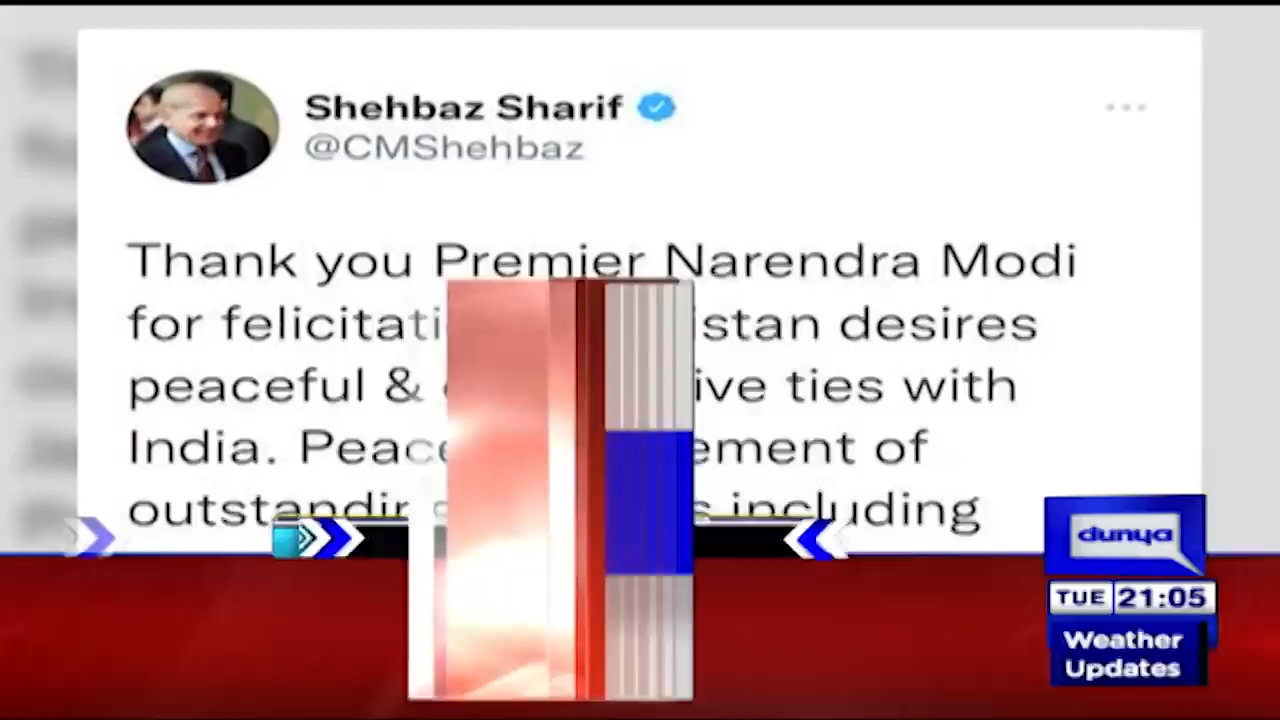 Shehbaz Sharif
@CMShehbaz
Thank you Premier Narendra Modi
for felicitati istan desires
peaceful & ive ties with
India. Peac ement of
outstandin s including
dunya
TUE 21:05
Weather
Updates